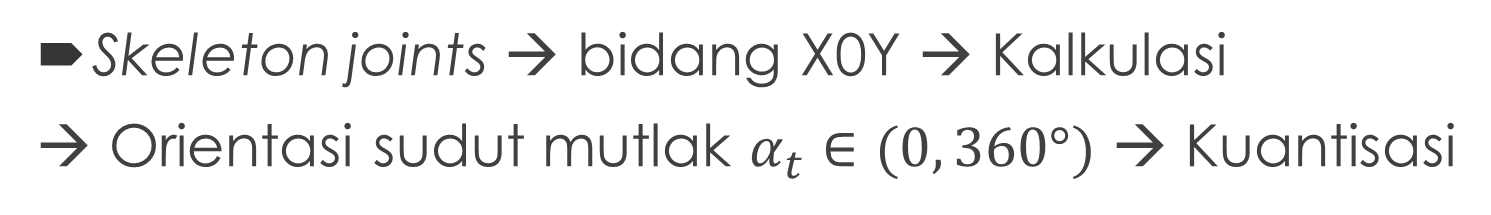 Skeleton joints → bidang X0Y → Kalkulasi
→ Orientasi sudut mutlak 𝛼ₜ ∈ (0, 360°) → Kuantisasi